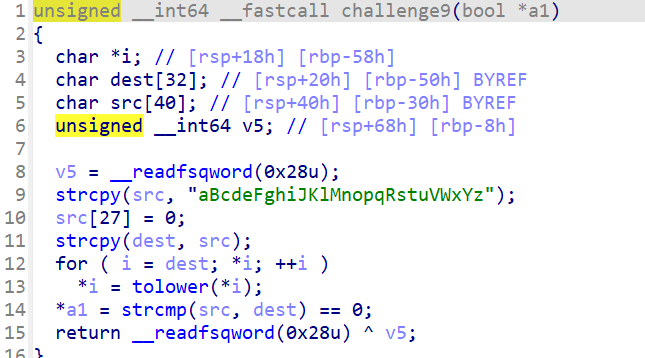 1 unsigned __int64 __fastcall challenge9(bool *a1)
2 {
3 char *i; // [rsp+18h] [rbp-58h]
4 char dest[32]; // [rsp+20h] [rbp-50h] BYREF
5 char src[40]; // [rsp+40h] [rbp-30h] BYREF
6 unsigned __int64 v5; // [rsp+68h] [rbp-8h]
7
8 v5 = __readfsqword(0x28u);
9 strcpy(src, "aBcdeFghiJKlMnopqRstuVWxYz");
10 src[27] = 0;
11 strcpy(dest, src);
12 for ( i = dest; *i; ++i )
13 *i = tolower(*i);
14 *a1 = strcmp(src, dest) == 0;
15 return __readfsqword(0x28u) ^ v5;
16 }